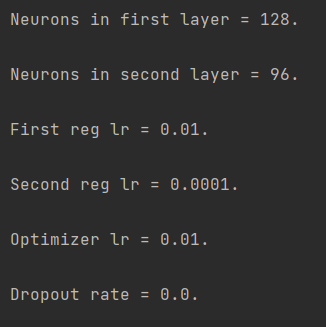 Neurons in first layer = 128.
Neurons in second layer = 96.
First reg lr = 0.01.
Second reg lr = 0.0001.
Optimizer lr = 0.01.
Dropout rate = 0.0.